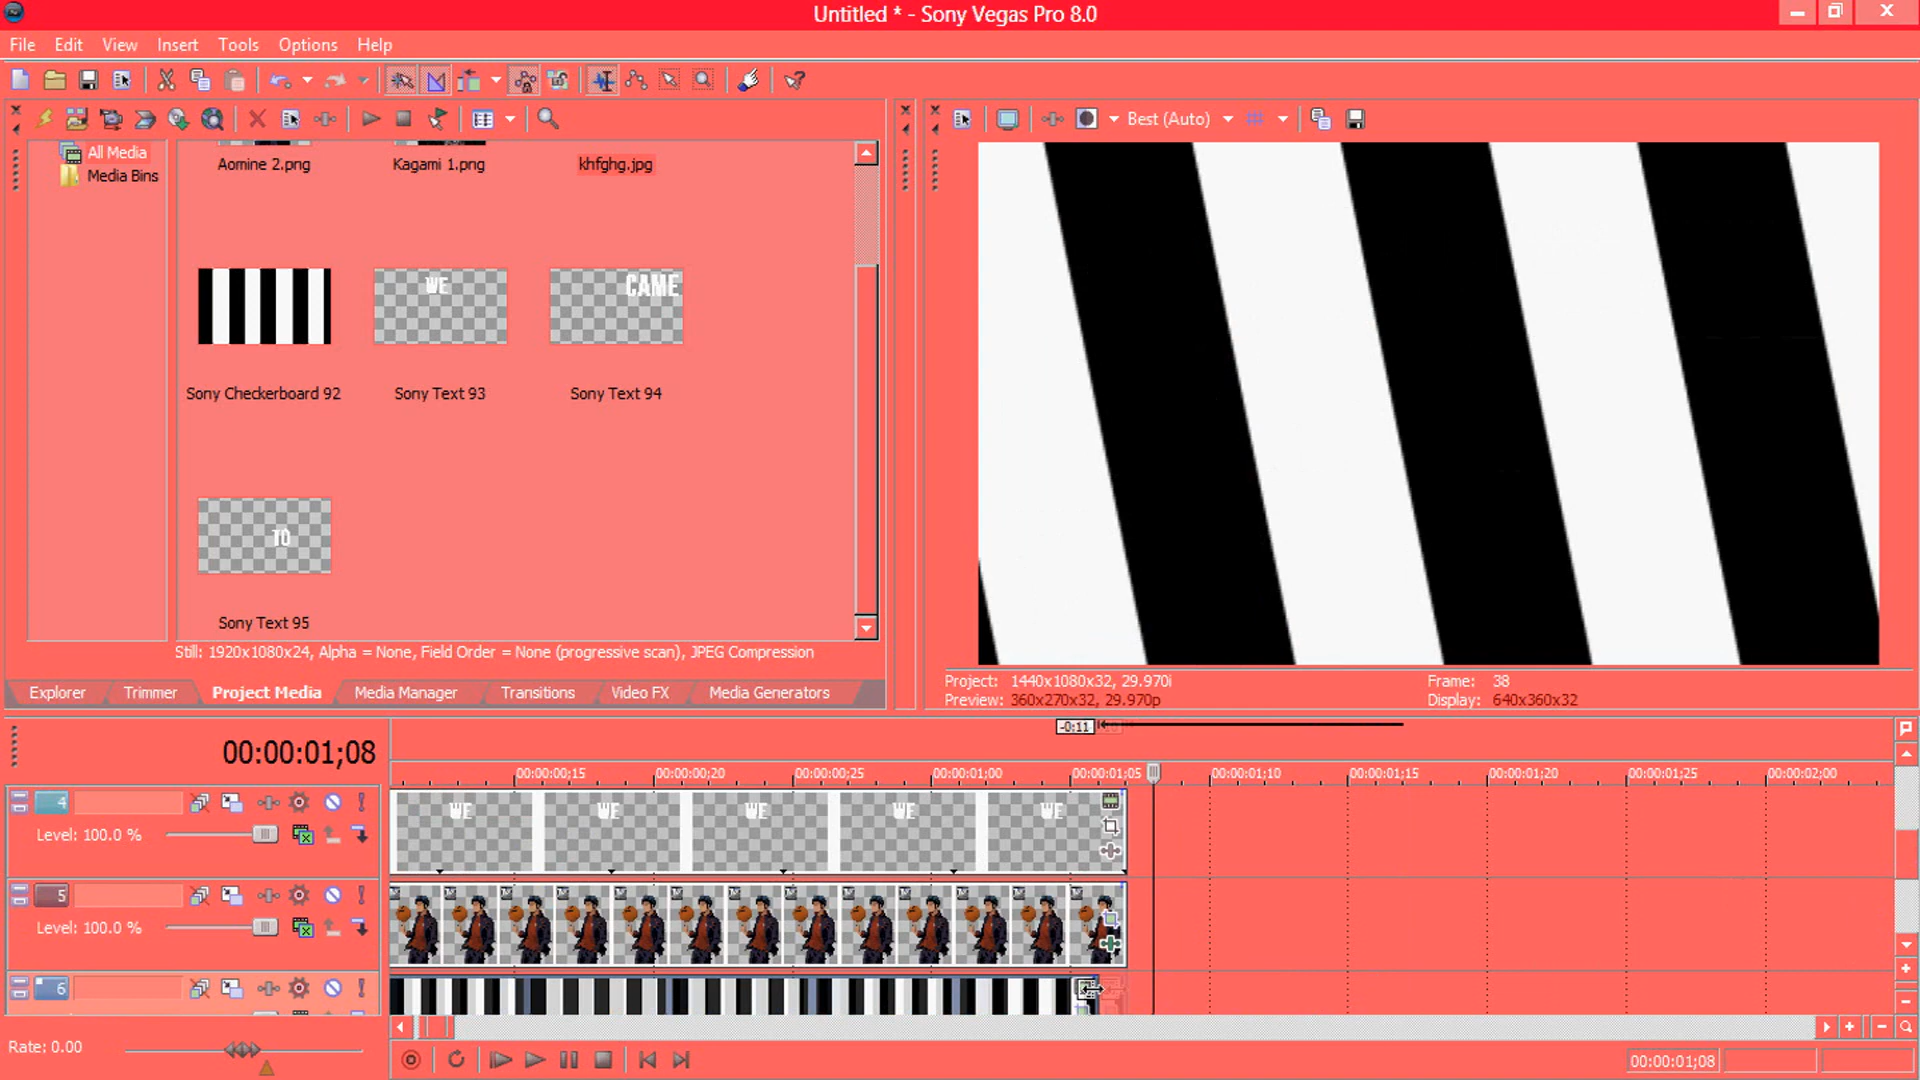 Untitled * - Sony Vegas Pro 8.0
File Edit View Insert Tools Options Help
Best (Auto)
All Media
Media Bins
Aomine 2.png Kagami 1.png khfghg.jpg
WE CAME
Sony Checkerboard 92 Sony Text 93 Sony Text 94
TO
Sony Text 95
Still: 1920x1080x24, Alpha = None, Field Order = None (progressive scan), JPEG Compression
Explorer Trimmer Project Media Media Manager Transitions Video FX Media Generators
Project: 1440x1080x32, 29.970i Frame: 38
Preview: 360x270x32, 29.970p Display: 640x360x32
-0:11
00:00:01;08
00:00:00;15 00:00:00;20 00:00:00;25 00:00:01;00 00:00:01;05 00:00:01;10 00:00:01;15 00:00:01;20 00:00:01;25 00:00:02;00
4 WE WE WE WE WE
Level: 100.0 %
5
Level: 100.0 %
6
Rate: 0.00
00:00:01;08